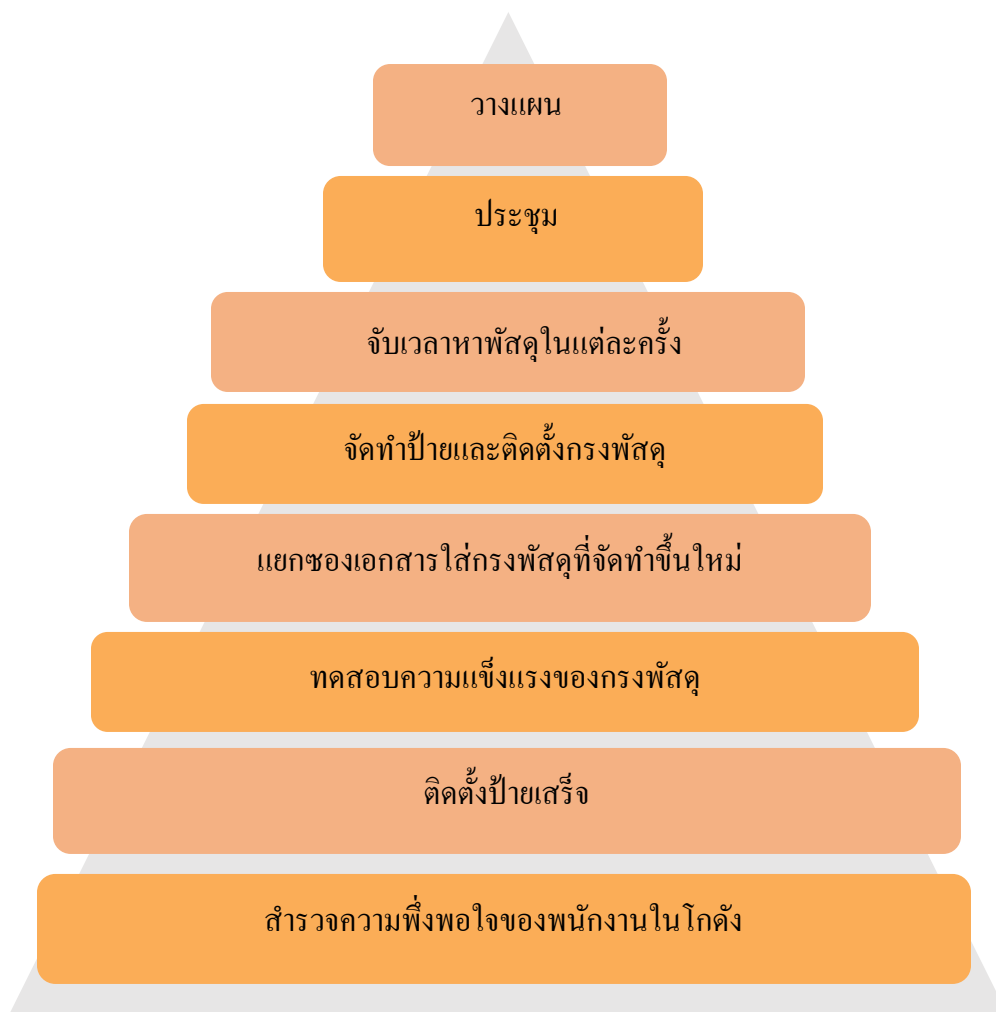 วางแผน
ประชุม
จับเวลาหาพัสดุในแต่ละครั้ง
จัดทำป้ายและติดตั้งกรงพัสดุ
แยกซองเอกสารใส่กรงพัสดุที่จัดทำขึ้นใหม่
ทดสอบความแข็งแรงของกรงพัสดุ
ติดตั้งป้ายเสร็จ
สำรวจความพึ่งพอใจของพนักงานในโกดัง